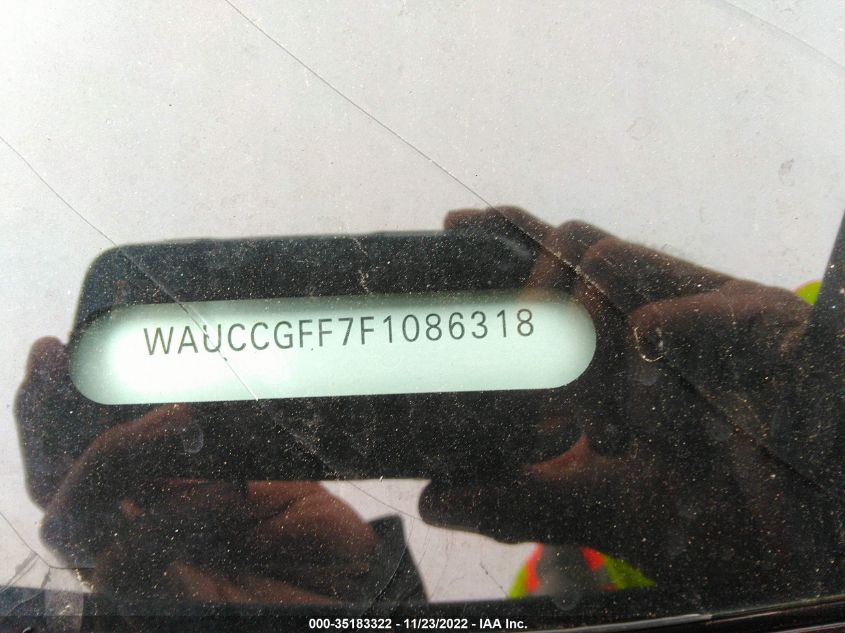 WAUCCGFF7F1086318
000-35183322 - 11/23/2022 - IAA Inc.